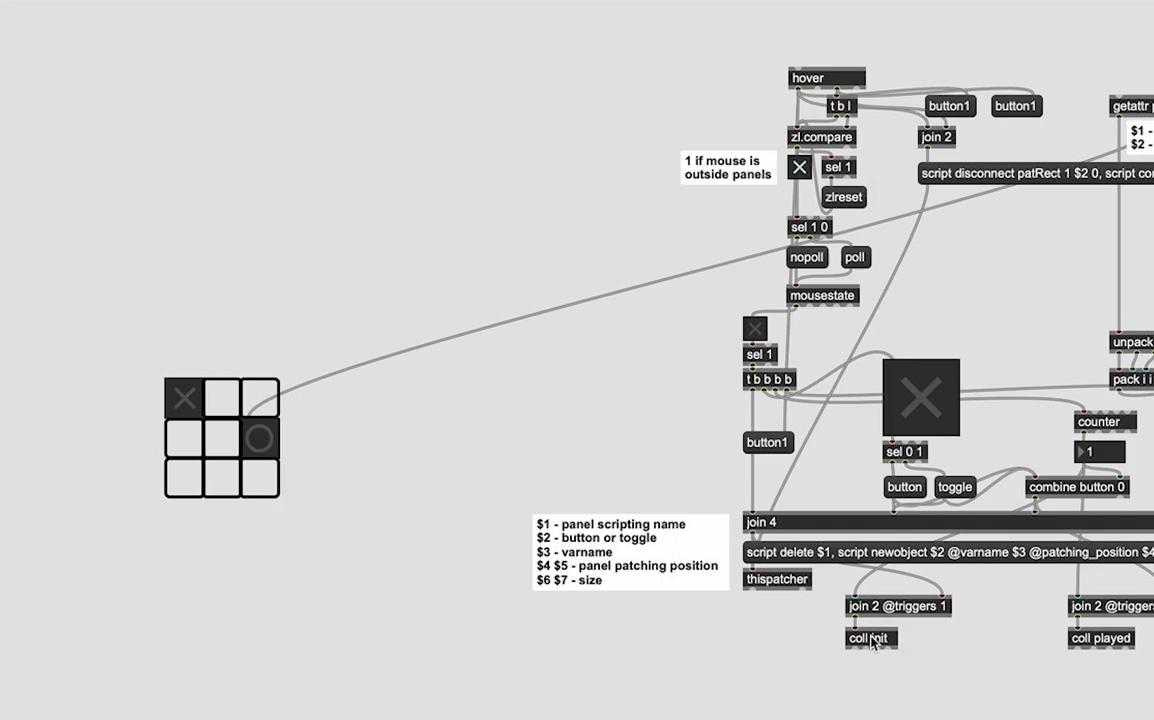 hover
t b l
button1
button1
getattr p
zl.compare
join 2
$1 -
$2 -
1 if mouse is
outside panels
sel 1
script disconnect patRect 1 $2 0, script con
zlreset
sel 1 0
nopoll
poll
mousestate
sel 1
unpack
t b b b b
pack i i
counter
button1
sel 0 1
1
button
toggle
combine button 0
$1 - panel scripting name
$2 - button or toggle
$3 - varname
$4 $5 - panel patching position
$6 $7 - size
join 4
script delete $1, script newobject $2 @varname $3 @patching_position $4
thispatcher
join 2 @triggers 1
join 2 @triggers
coll init
coll played